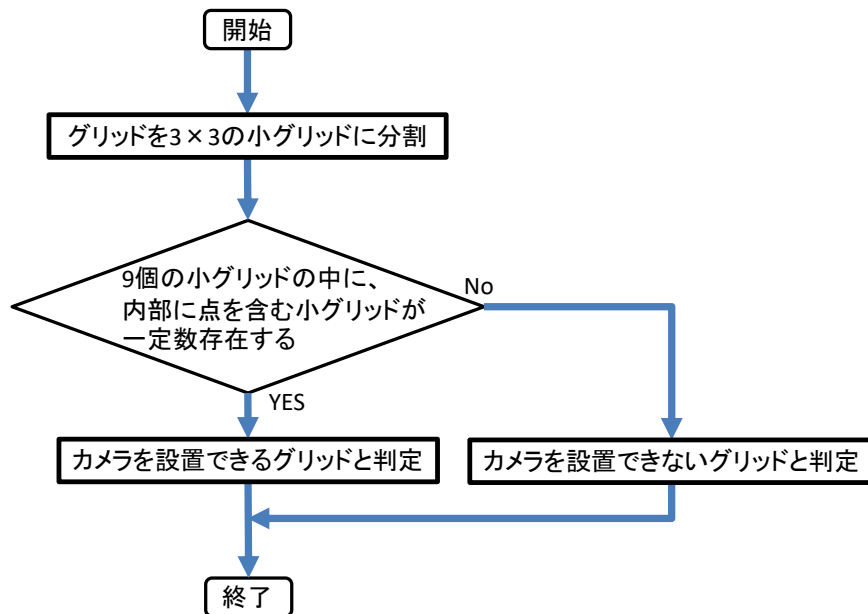 開始
グリッドを3×3の小グリッドに分割
9個の小グリッドの中に、
内部に点を含む小グリッドが
一定数存在する
No
YES
カメラを設置できるグリッドと判定
カメラを設置できないグリッドと判定
終了